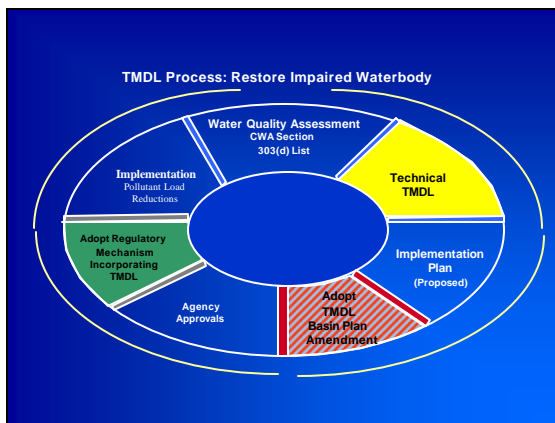 TMDL Process: Restore Impaired Waterbody
Water Quality Assessment
CWA Section
303(d) List
Technical
TMDL
Implementation
Plan
(Proposed)
Adopt
TMDL
Basin Plan
Amendment
Agency
Approvals
Adopt Regulatory
Mechanism
Incorporating
TMDL
Implementation
Pollutant Load
Reductions